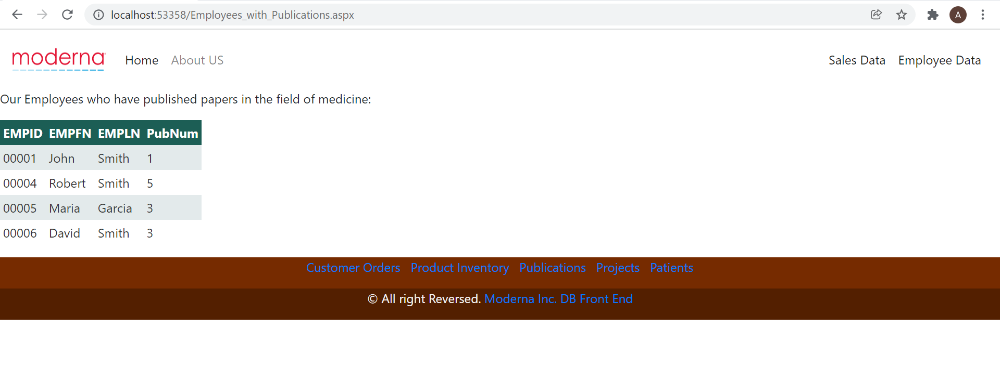 localhost:53358/Employees_with_Publications.aspx
A
moderna Home About US Sales Data Employee Data
Our Employees who have published papers in the field of medicine:
EMPID EMPFN EMPLN PubNum
00001 John Smith 1
00004 Robert Smith 5
00005 Maria Garcia 3
00006 David Smith 3
Customer Orders Product Inventory Publications Projects Patients
© All right Reversed. Moderna Inc. DB Front End